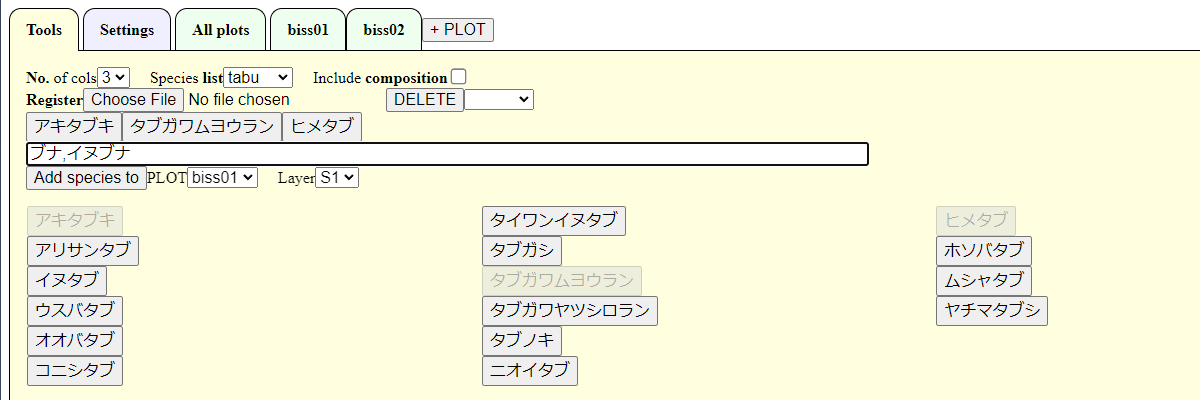 Tools Settings All plots biss01 biss02 + PLOT
No. of cols 3 Species list tabu Include composition
Register Choose File No file chosen DELETE
アキタブキ タブガワムヨウラン ヒメタブ
ブナ,イヌブナ
Add species to PLOT biss01 Layer S1
アキタブキ タイワンイヌタブ ヒメタブ
アリサンタブ タブガシ ホソバタブ
イヌタブ タブガワムヨウラン ムシャタブ
ウスバタブ タブガワヤツシロラン ヤチマタブシ
オオバタブ タブノキ
コニシタブ ニオイタブ